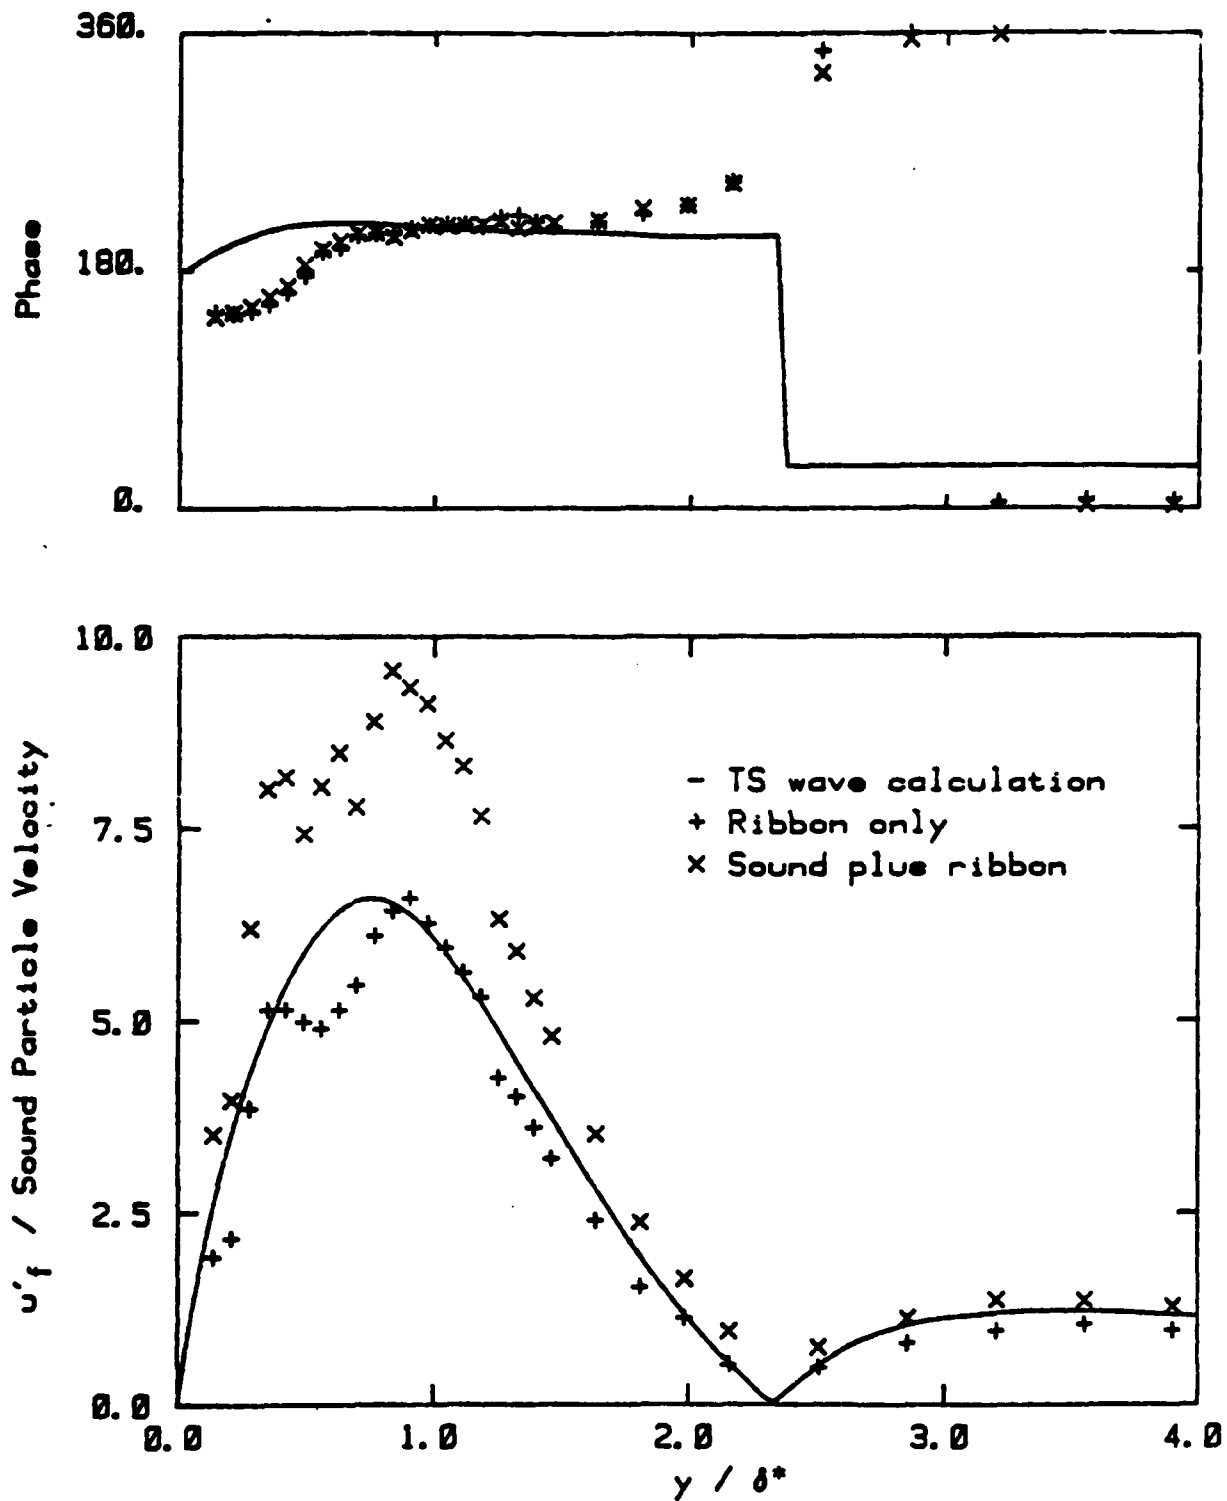 360.
180.
0.
Phase
10.0
7.5
5.0
2.5
0.0
u'f / Sound Particle Velocity
- TS wave calculation
+ Ribbon only
× Sound plus ribbon
0.0 1.0 2.0 3.0 4.0
y / δ*